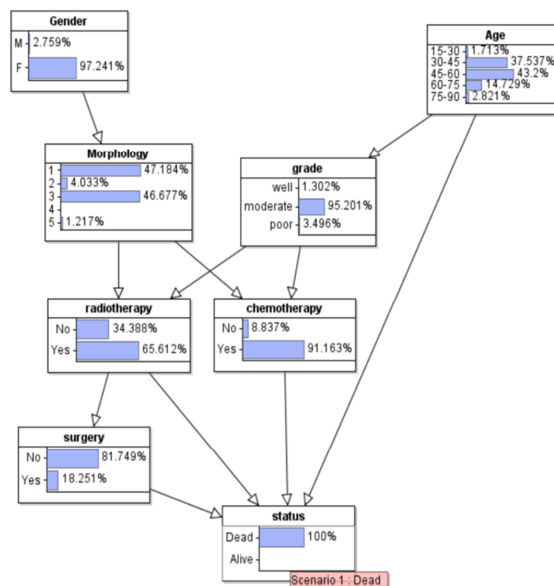 Gender
M 2.759%
F 97.241%
Age
15-30 1.713%
30-45 37.537%
45-60 43.2%
60-75 14.729%
75-90 2.821%
Morphology
1 47.184%
2 4.033%
3 46.677%
4
5 1.217%
grade
well 1.302%
moderate 95.201%
poor 3.496%
radiotherapy
No 34.388%
Yes 65.612%
chemotherapy
No 8.837%
Yes 91.163%
surgery
No 81.749%
Yes 18.251%
status
Dead 100%
Alive
Scenario 1 : Dead